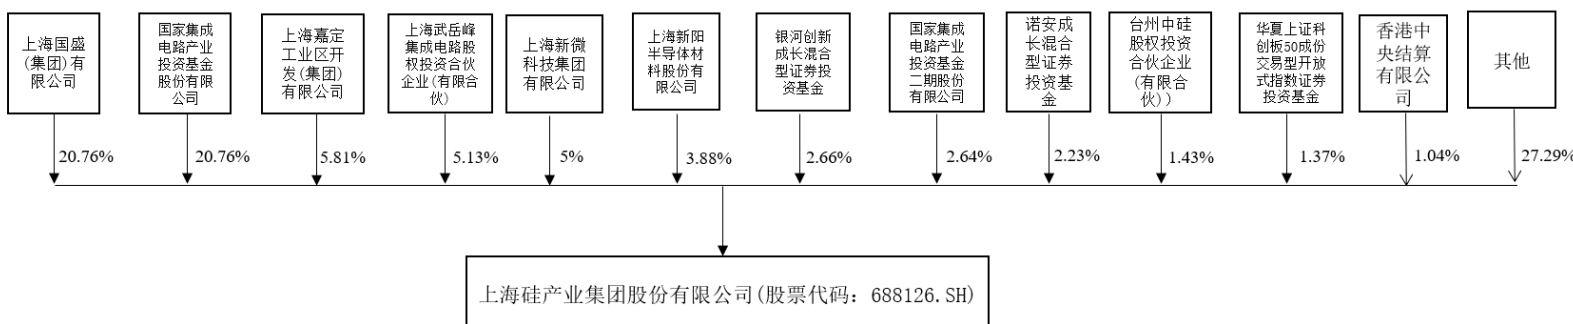 上海国盛
(集团)有
限公司
国家集成
电路产业
投资基金
股份有限
公司
上海嘉定
工业区开
发(集团)
有限公司
上海武岳峰
集成电路股
权投资合伙
企业(有限合
伙)
上海新微
科技集团
有限公司
上海新阳
半导体材
料股份有
限公司
银河创新
成长混合
型证券投
资基金
国家集成
电路产业
投资基金
二期股份
有限公司
诺安成
长混合
型证券
投资基
金
台州中硅
股权投资
合伙企业
(有限合
伙))
华夏上证科
创板50成份
交易型开放
式指数证券
投资基金
香港中
央结算
有限公
司
其他
20.76%
20.76%
5.81%
5.13%
5%
3.88%
2.66%
2.64%
2.23%
1.43%
1.37%
1.04%
27.29%
上海硅产业集团股份有限公司(股票代码：688126.SH)